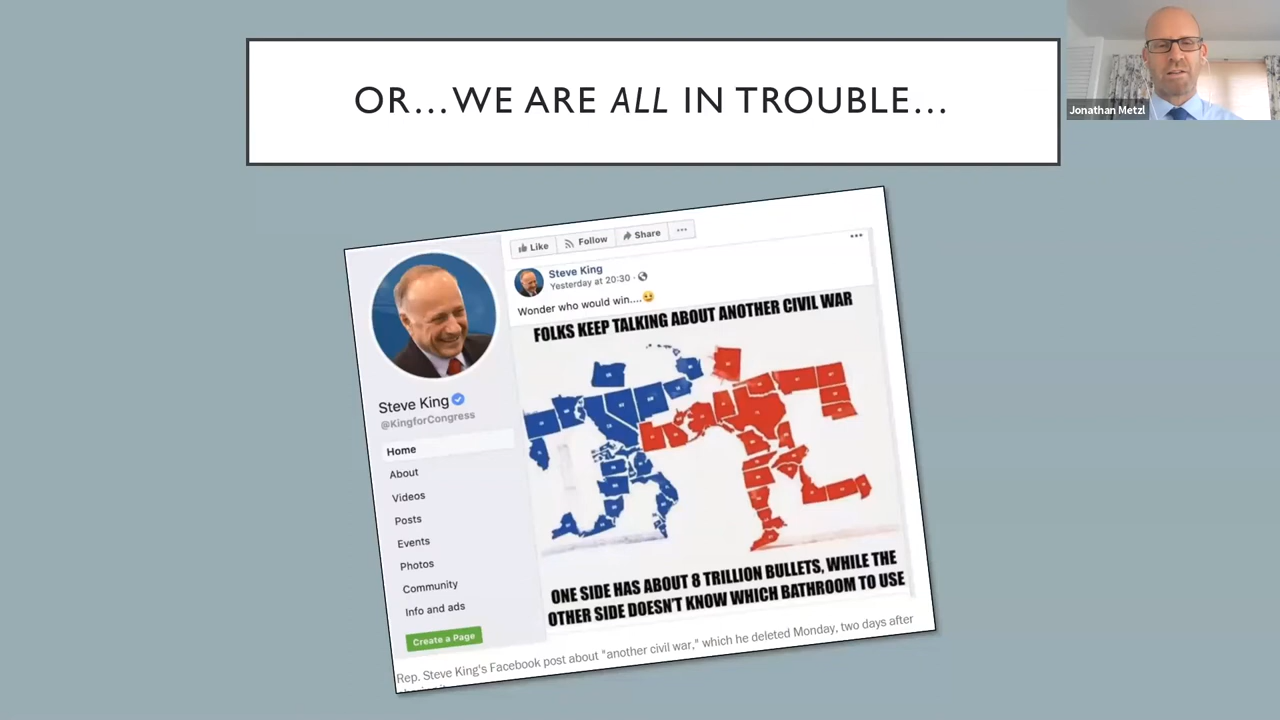 OR...WE ARE ALL IN TROUBLE...
Jonathan Metzl
Like Follow Share ...
Steve King
Yesterday at 20:30 ·
Wonder who would win....😉
FOLKS KEEP TALKING ABOUT ANOTHER CIVIL WAR
Steve King
@KingforCongress
Home
About
Videos
Posts
Events
Photos
Community
Info and ads
Create a Page
ONE SIDE HAS ABOUT 8 TRILLION BULLETS, WHILE THE
OTHER SIDE DOESN'T KNOW WHICH BATHROOM TO USE
Rep. Steve King's Facebook post about "another civil war," which he deleted Monday, two days after